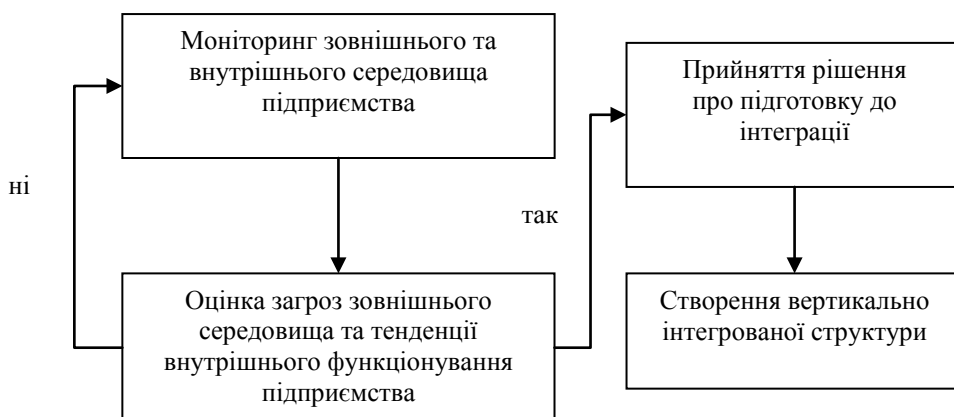 Моніторинг зовнішнього та
внутрішнього середовища
підприємства
Прийняття рішення
про підготовку до
інтеграції
ні
так
Оцінка загроз зовнішнього
середовища та тенденції
внутрішнього функціонування
підприємства
Створення вертикально
інтегрованої структури